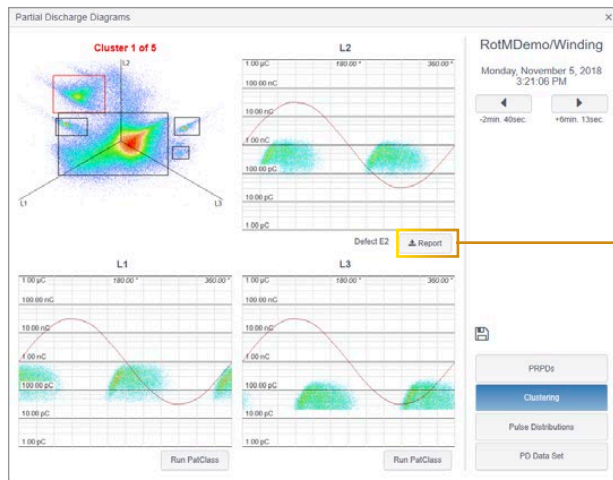 Partial Discharge Diagrams
Cluster 1 of 5
L2
L1
L3
L2
1.00 µC 180.00 ° 360.00 °
100.00 nC
10.00 nC
1.00 nC
100.00 pC
10.00 pC
1.00 pC
Defect E2
Report
L1
1.00 µC 180.00 ° 360.00 °
100.00 nC
10.00 nC
1.00 nC
100.00 pC
10.00 pC
1.00 pC
Run PatClass
L3
1.00 µC 180.00 ° 360.00 °
100.00 nC
10.00 nC
1.00 nC
100.00 pC
10.00 pC
1.00 pC
Run PatClass
RotMDemo/Winding
Monday, November 5, 2018
3:21:06 PM
-2min. 40sec. +6min. 13sec.
PRPDs
Clustering
Pulse Distributions
PD Data Set